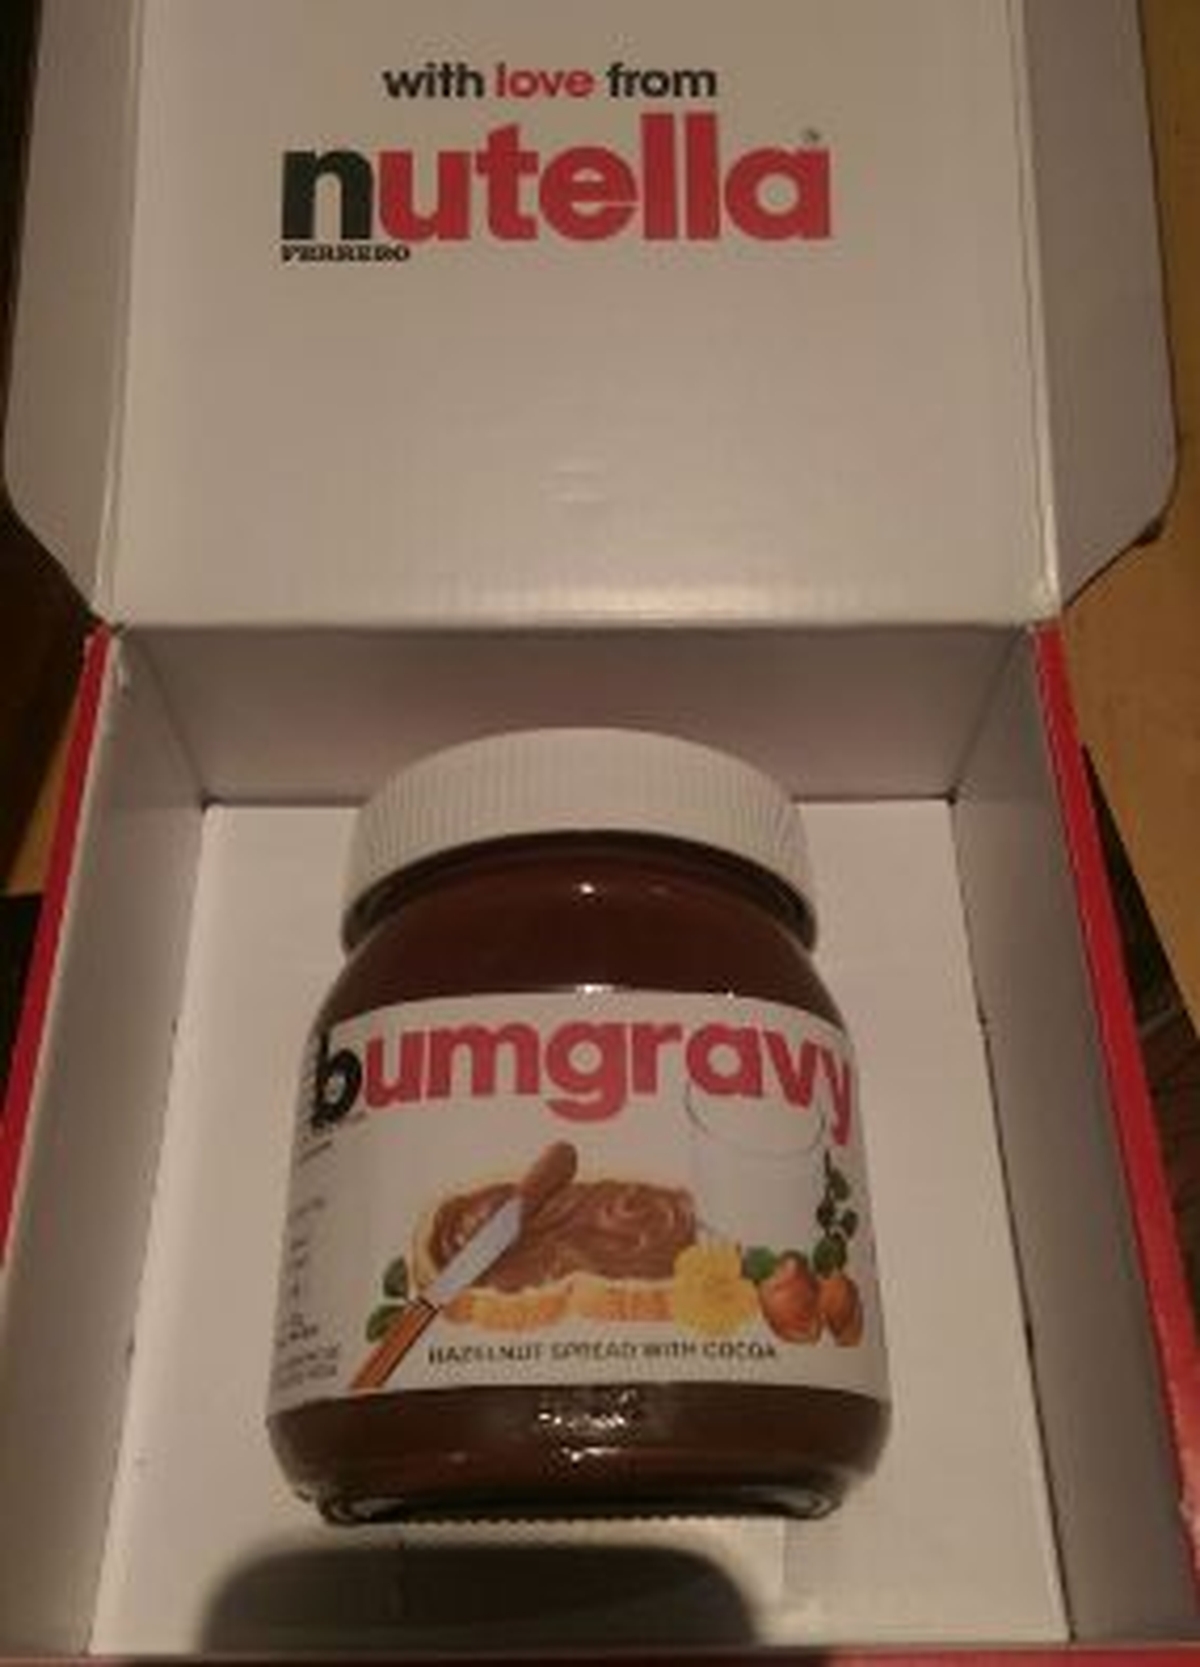 with love from
nutella
FERRERO
bumgravy
HAZELNUT SPREAD WITH COCOA